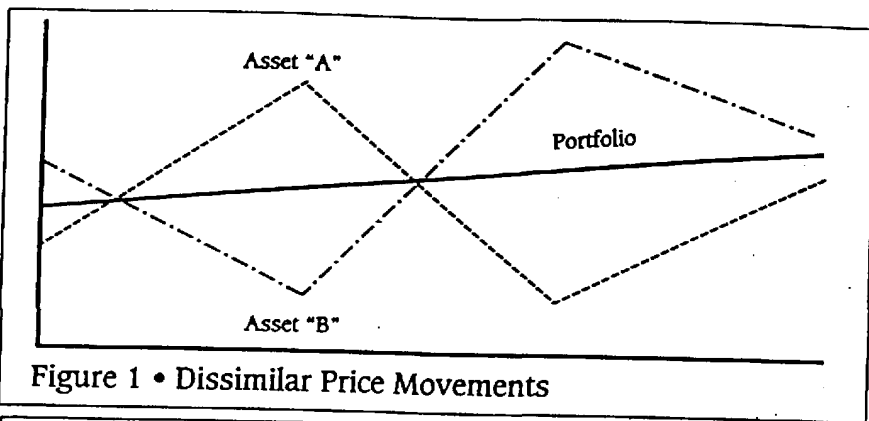 Asset "A"
Portfolio
Asset "B"
Figure 1 • Dissimilar Price Movements